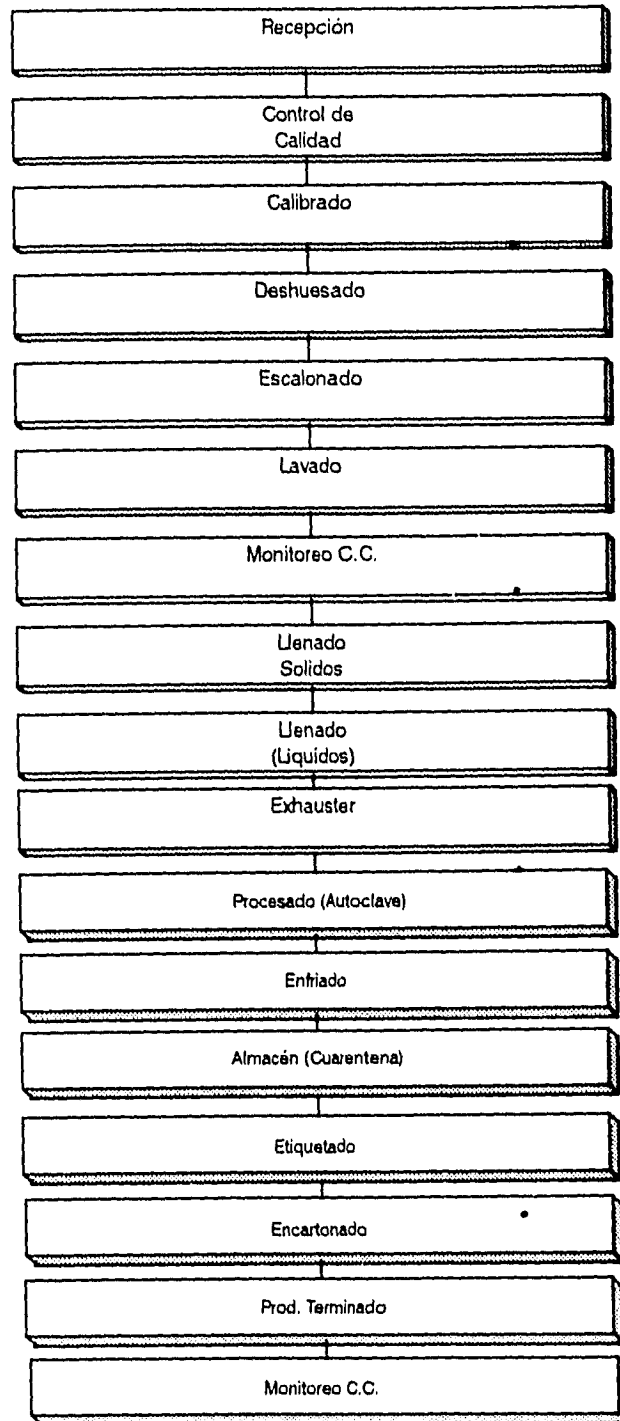 Recepción
Control de
Calidad
Calibrado
Deshuesado
Escalonado
Lavado
Monitoreo C.C.
Llenado
Solidos
Llenado
(Liquídos)
Exhauster
Procesado (Autoclave)
Enfriado
Almacén (Cuarentena)
Etiquetado
Encartonado
Prod. Terminado
Monitoreo C.C.